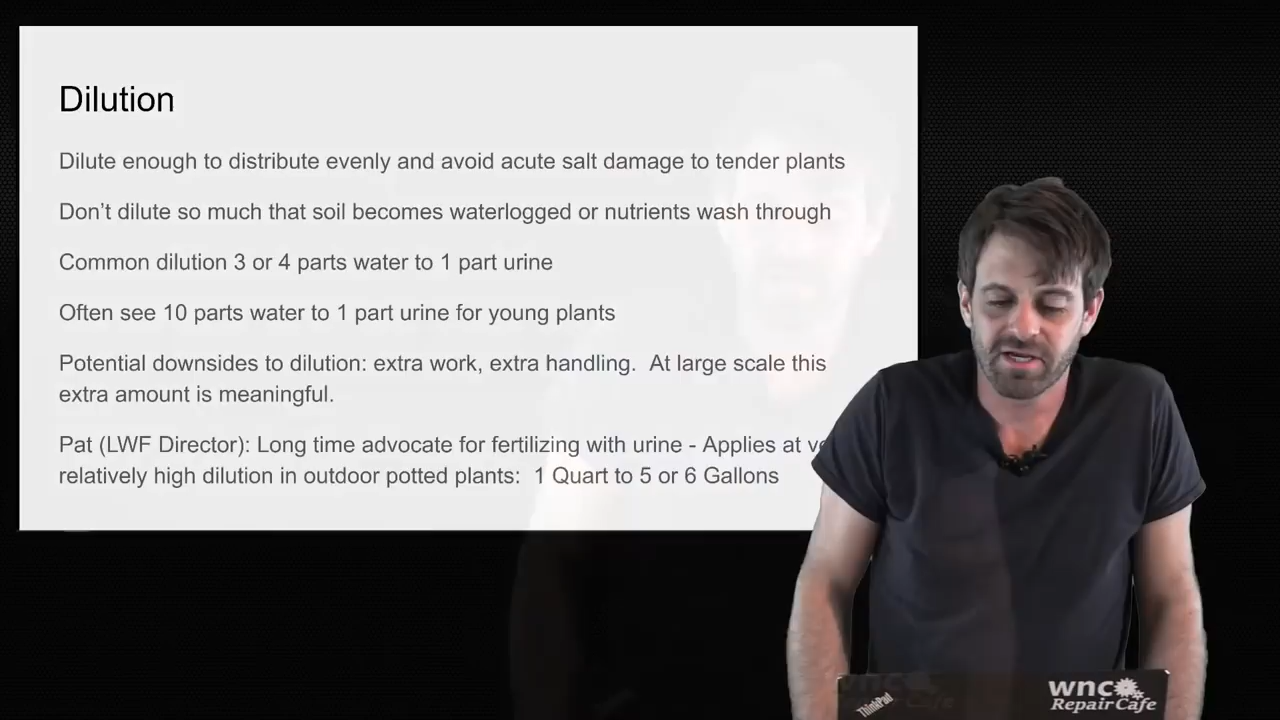 Dilution
Dilute enough to distribute evenly and avoid acute salt damage to tender plants
Don’t dilute so much that soil becomes waterlogged or nutrients wash through
Common dilution 3 or 4 parts water to 1 part urine
Often see 10 parts water to 1 part urine for young plants
Potential downsides to dilution: extra work, extra handling. At large scale this
extra amount is meaningful.
Pat (LWF Director): Long time advocate for fertilizing with urine - Applies at
relatively high dilution in outdoor potted plants: 1 Quart to 5 or 6 Gallons
ThinkPad
wnc
Repair Cafe